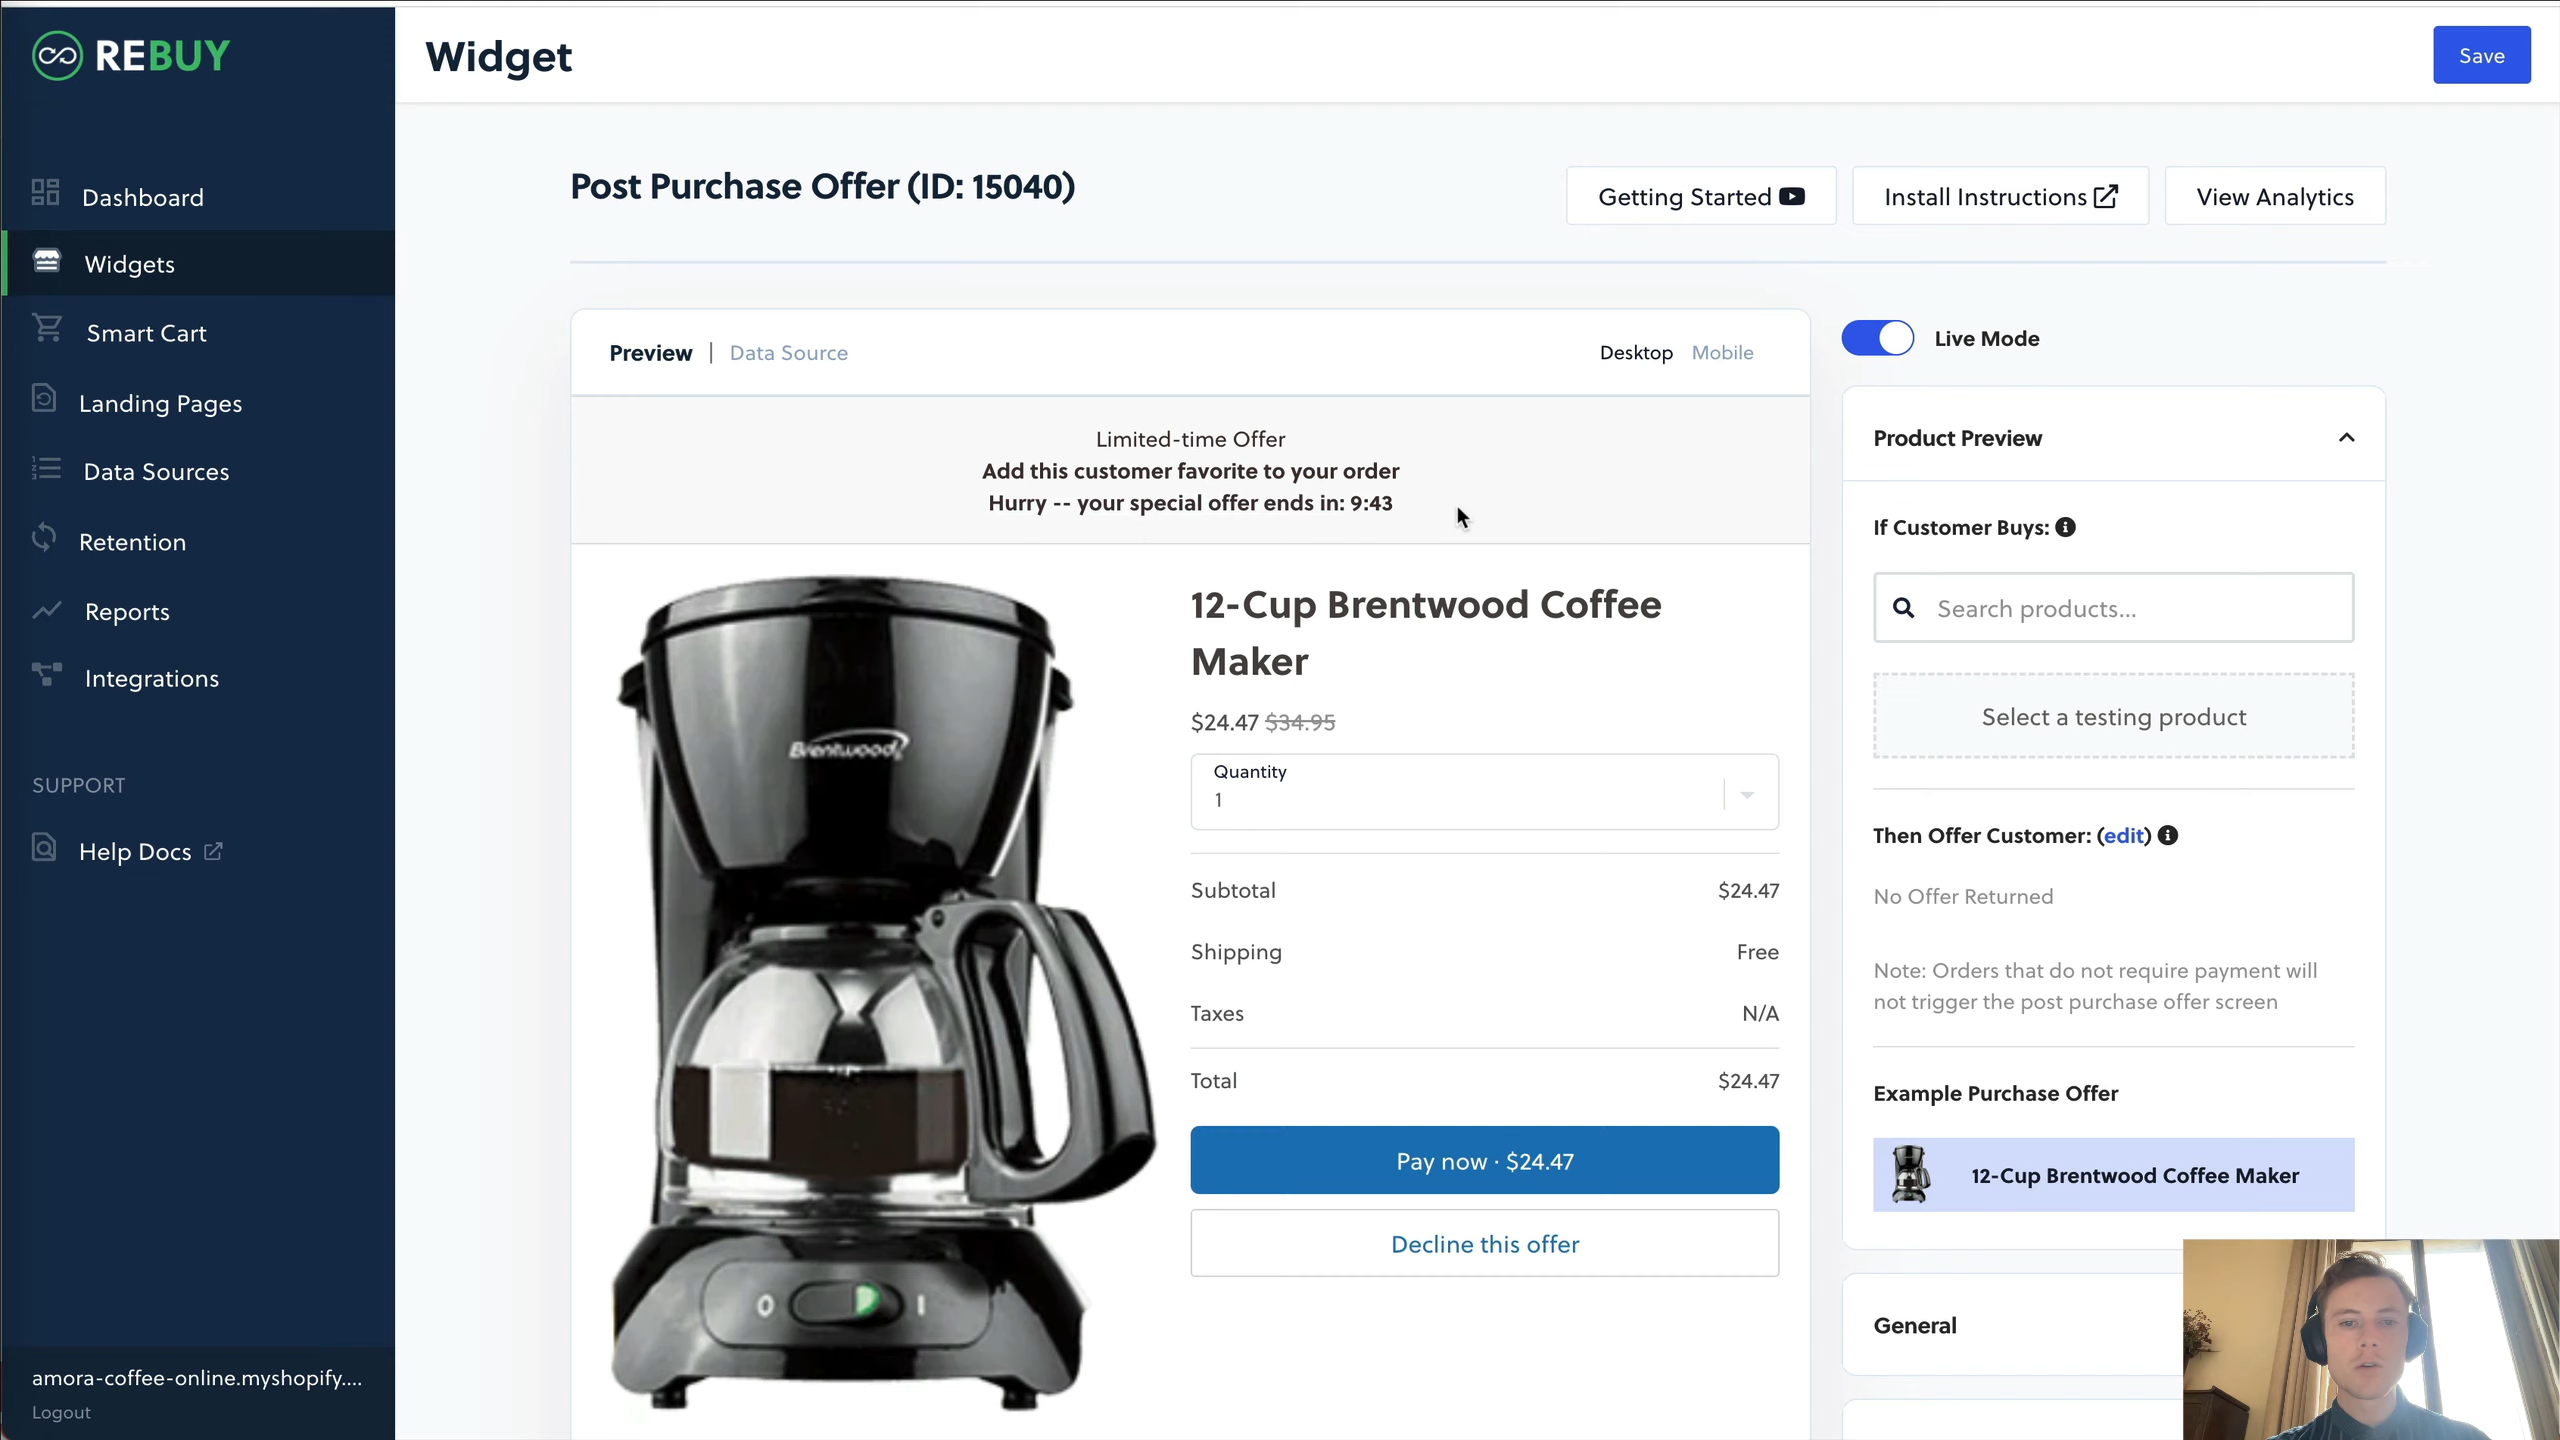 REBUY
Widget
Save
Dashboard
Widgets
Smart Cart
Landing Pages
Data Sources
Retention
Reports
Integrations
SUPPORT
Help Docs
amora-coffee-online.myshopify....
Logout
Post Purchase Offer (ID: 15040)
Getting Started
Install Instructions
View Analytics
Preview | Data Source
Desktop Mobile
Limited-time Offer
Add this customer favorite to your order
Hurry -- your special offer ends in: 9:43
Brentwood
O I
12-Cup Brentwood Coffee
Maker
$24.47 $34.95
Quantity
1
Subtotal $24.47
Shipping Free
Taxes N/A
Total $24.47
Pay now · $24.47
Decline this offer
Live Mode
Product Preview
If Customer Buys:
Search products...
Select a testing product
Then Offer Customer: (edit)
No Offer Returned
Note: Orders that do not require payment will
not trigger the post purchase offer screen
Example Purchase Offer
12-Cup Brentwood Coffee Maker
General